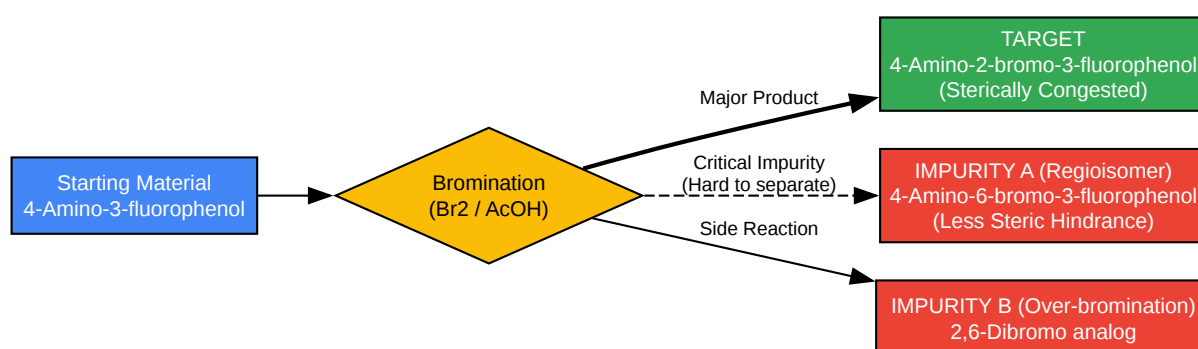 Starting Material
4-Amino-3-fluorophenol
Bromination
(Br2 / AcOH)
Major Product
Critical Impurity
(Hard to separate)
Side Reaction
TARGET
4-Amino-2-bromo-3-fluorophenol
(Sterically Congested)
IMPURITY A (Regioisomer)
4-Amino-6-bromo-3-fluorophenol
(Less Steric Hindrance)
IMPURITY B (Over-bromination)
2,6-Dibromo analog